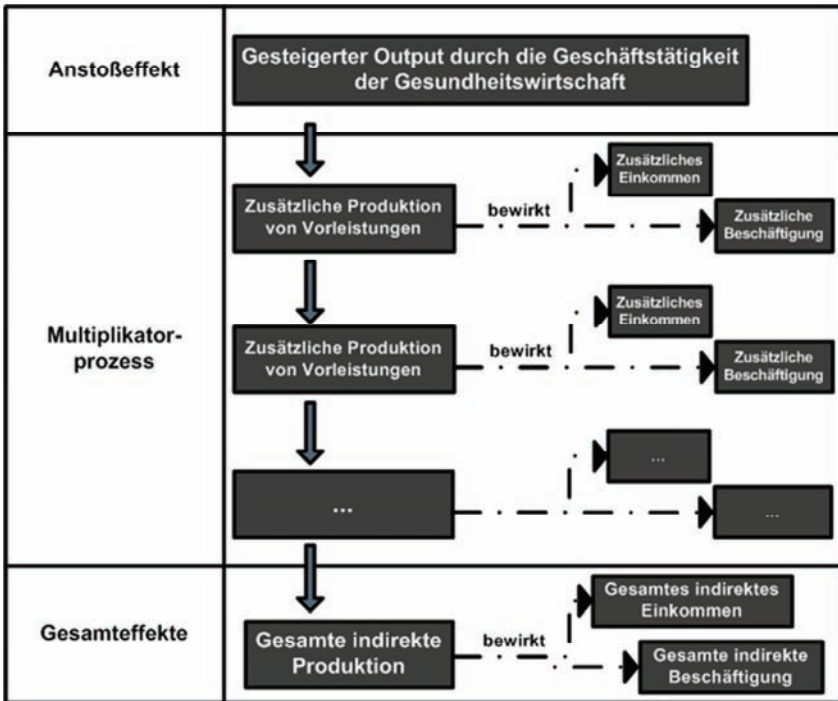 Anstoßeffekt
Gesteigerter Output durch die Geschäftstätigkeit
der Gesundheitswirtschaft
Multiplikator-
prozess
Zusätzliche Produktion
von Vorleistungen
bewirkt
Zusätzliches
Einkommen
Zusätzliche
Beschäftigung
Zusätzliche Produktion
von Vorleistungen
bewirkt
Zusätzliches
Einkommen
Zusätzliche
Beschäftigung
...
...
...
Gesamteffekte
Gesamte indirekte
Produktion
bewirkt
Gesamtes indirektes
Einkommen
Gesamte indirekte
Beschäftigung